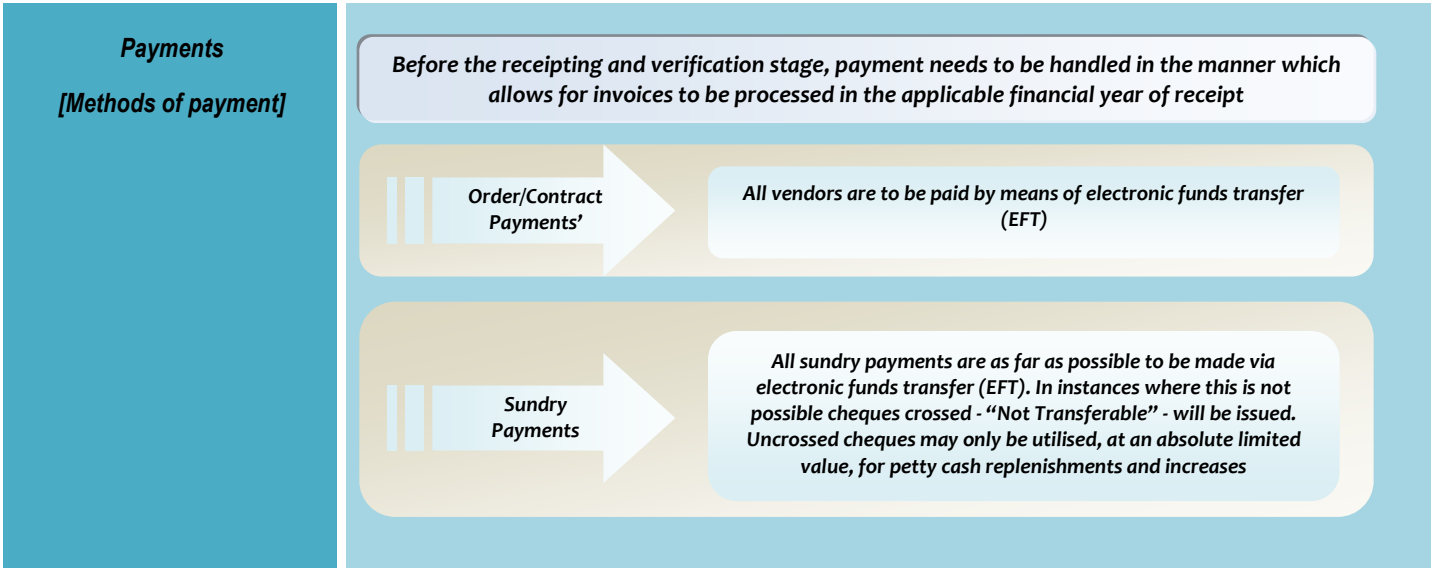 Payments
[Methods of payment]
Before the receipting and verification stage, payment needs to be handled in the manner which
allows for invoices to be processed in the applicable financial year of receipt
Order/Contract
Payments’
All vendors are to be paid by means of electronic funds transfer
(EFT)
Sundry
Payments
All sundry payments are as far as possible to be made via
electronic funds transfer (EFT). In instances where this is not
possible cheques crossed - “Not Transferable” - will be issued.
Uncrossed cheques may only be utilised, at an absolute limited
value, for petty cash replenishments and increases